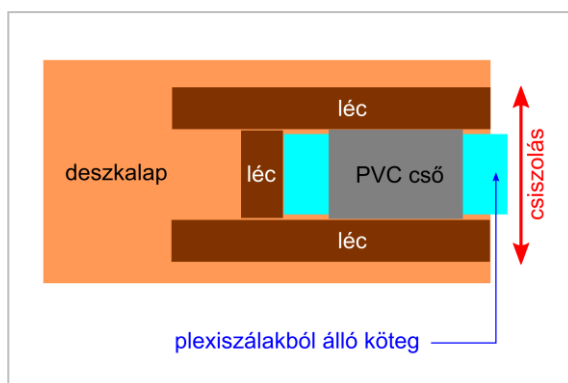 léc
deszkalap
léc
PVC cső
csiszolás
léc
plexiszálakból álló köteg